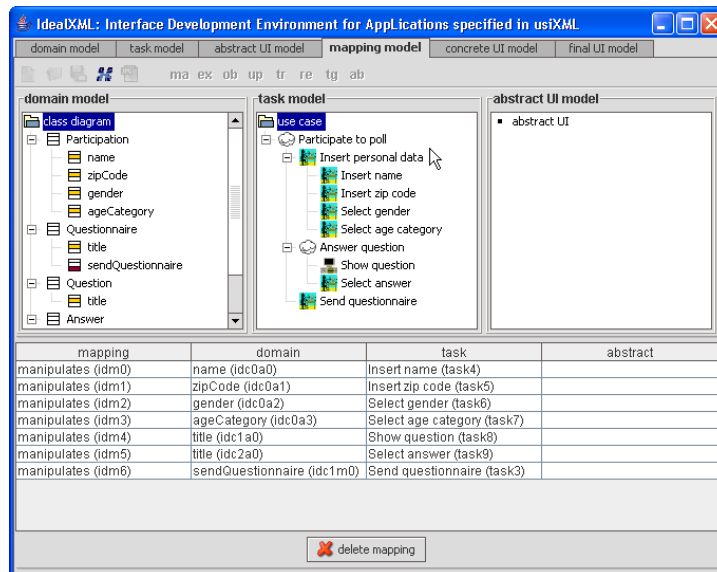 IdealXML: Interface Development Environment for AppLications specified in usiXML
domain model task model abstract UI model mapping model concrete UI model final UI model
ma ex ob up tr re tg ab
domain model
class diagram
Participation
name
zipCode
gender
ageCategory
Questionnaire
title
sendQuestionnaire
Question
title
Answer
task model
use case
Participate to poll
Insert personal data
Insert name
Insert zip code
Select gender
Select age category
Answer question
Show question
Select answer
Send questionnaire
abstract UI model
abstract UI
mapping domain task abstract
manipulates (idm0) name (idc0a0) Insert name (task4)
manipulates (idm1) zipCode (idc0a1) Insert zip code (task5)
manipulates (idm2) gender (idc0a2) Select gender (task6)
manipulates (idm3) ageCategory (idc0a3) Select age category (task7)
manipulates (idm4) title (idc1a0) Show question (task8)
manipulates (idm5) title (idc2a0) Select answer (task9)
manipulates (idm6) sendQuestionnaire (idc1m0) Send questionnaire (task3)
delete mapping